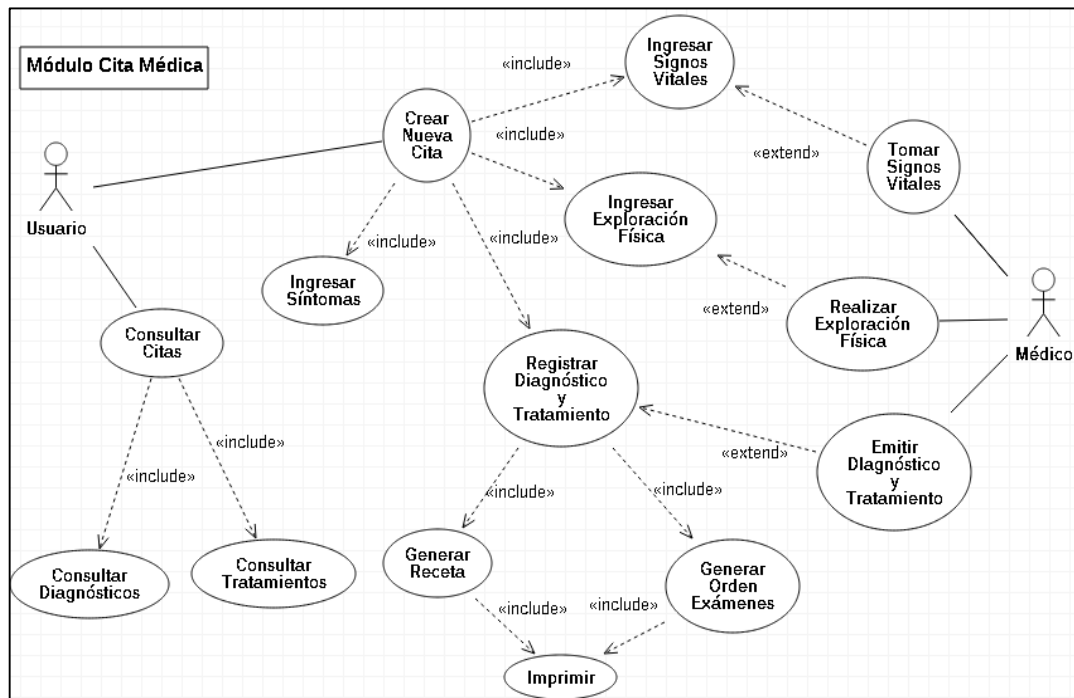 Módulo Cita Médica
Ingresar
Signos
Vitales
«include»
Crear
Nueva
Cita
«include»
Tomar
Signos
Vitales
«extend»
Usuario
Ingresar
Exploración
Física
«include»
«include»
Ingresar
Síntomas
Realizar
Exploración
Física
«extend»
Médico
Consultar
Citas
Registrar
Diagnóstico
y
Tratamiento
«include»
«include»
«extend»
Emitir
DIagnóstico
y
Tratamiento
«include»
«include»
Consultar
Diagnósticos
Consultar
Tratamientos
Generar
Receta
Generar
Orden
Exámenes
«include»
«include»
Imprimir